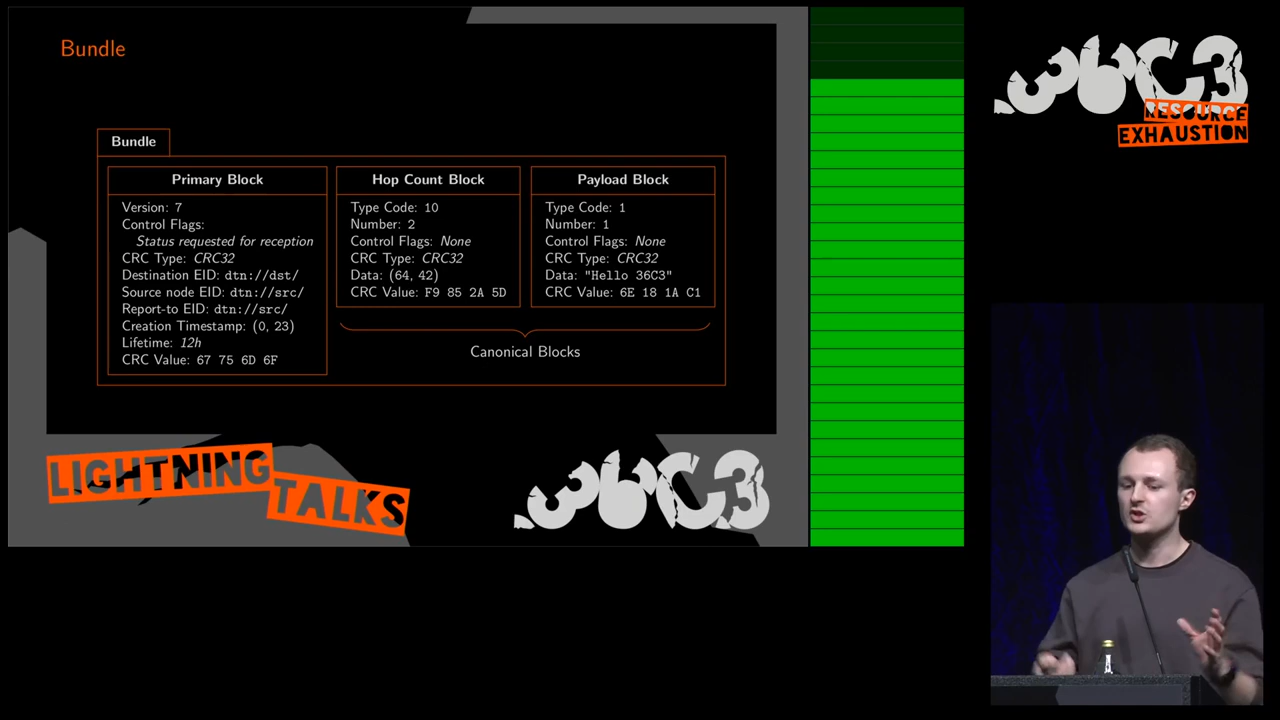 Bundle
Bundle
Primary Block
Version: 7
Control Flags:
Status requested for reception
CRC Type: CRC32
Destination EID: dtn://dst/
Source node EID: dtn://src/
Report-to EID: dtn://src/
Creation Timestamp: (0, 23)
Lifetime: 12h
CRC Value: 67 75 6D 6F
Hop Count Block
Type Code: 10
Number: 2
Control Flags: None
CRC Type: CRC32
Data: (64, 42)
CRC Value: F9 85 2A 5D
Payload Block
Type Code: 1
Number: 1
Control Flags: None
CRC Type: CRC32
Data: "Hello 36C3"
CRC Value: 6E 18 1A C1
Canonical Blocks
LIGHTNING
TALKS
36C3
36C3
RESOURCE
EXHAUSTION